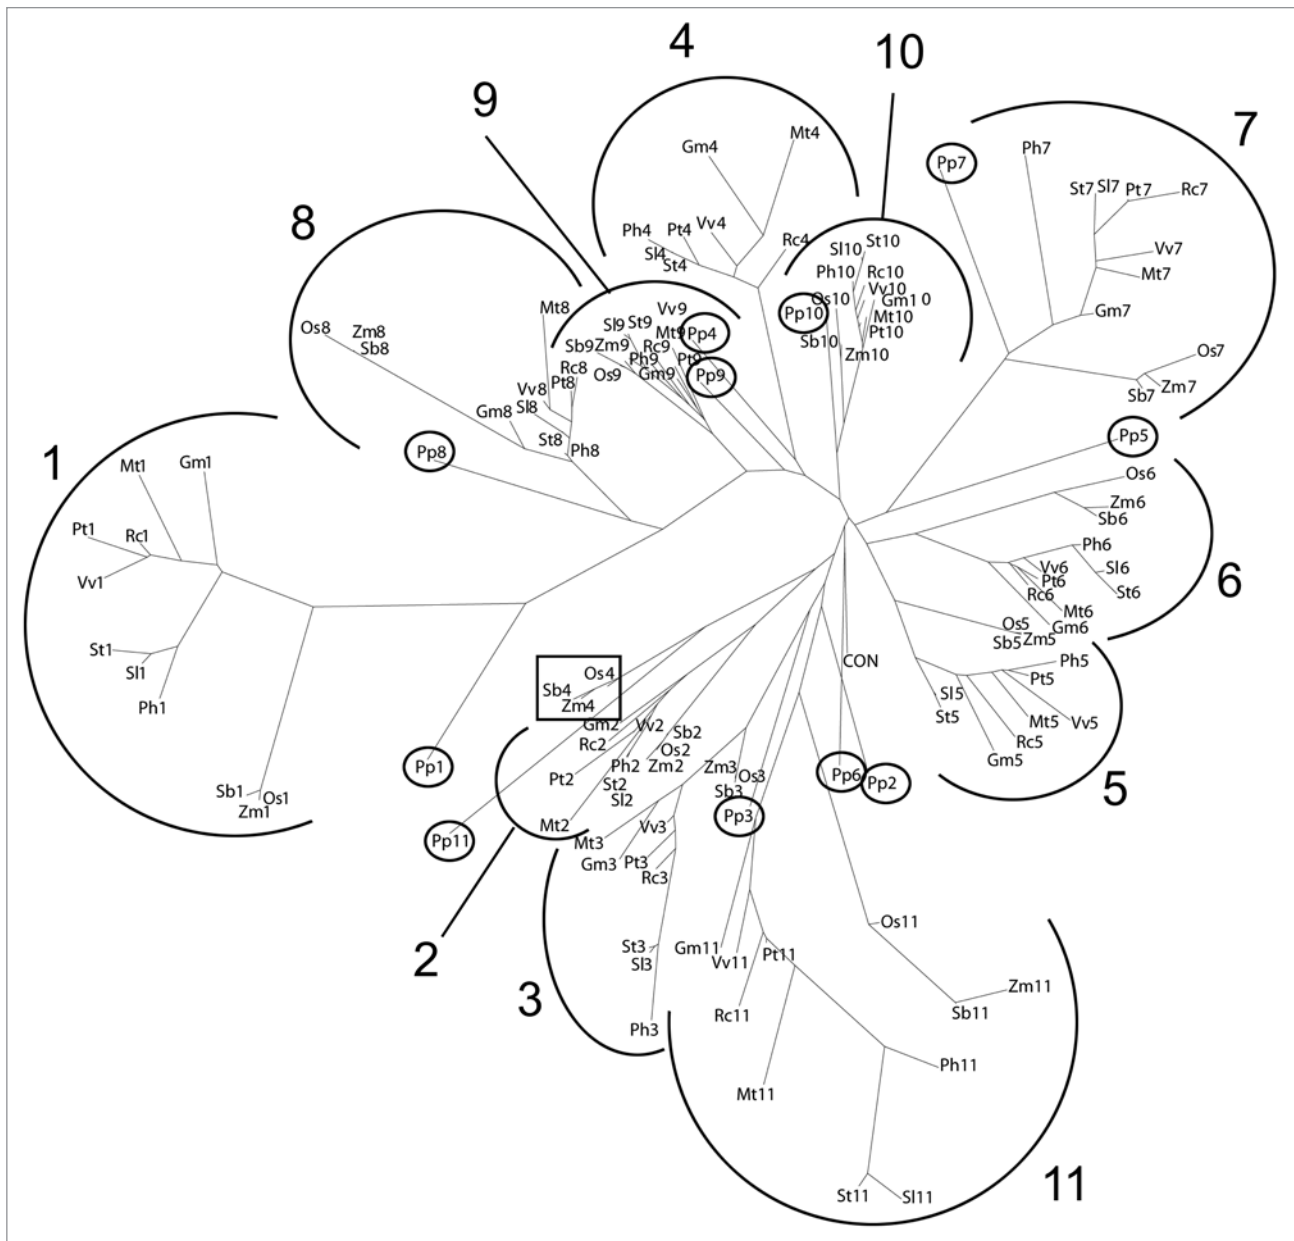 4
10
9
7
8
1
6
5
2
3
11
Mt4
Gm4
Ph4
Pt4
Vv4
Sl4
St4
Rc4
Sl10
St10
Ph10
Rc10
Os10
Vv10
Gm1 0
Pp10
Mt10
Pt10
Sb10
Zm10
Pp7
Ph7
St7
Sl7
Pt7
Rc7
Vv7
Mt7
Gm7
Os7
Zm7
Sb7
Mt8
Os8
Zm8
Sb8
Rc8
Pt8
Vv8
Gm8
Sl8
St8
Ph8
Pp8
Vv9
St9
Sl9
Mt9
Pp4
Sb9
Zm9
Rc9
Ph9
Pt9
Os9
Gm9
Pp9
Mt1
Gm1
Pt1
Rc1
Vv1
St1
Sl1
Ph1
Sb1
Os1
Zm1
Pp1
Pp5
Os6
Zm6
Sb6
Ph6
Vv6
Sl6
Pt6
Rc6
St6
Mt6
Gm6
Os5
Sb5
Zm5
Ph5
Pt5
Sl5
St5
Mt5
Vv5
Rc5
Gm5
CON
Os4
Sb4
Zm4
Gm2
Vv2
Rc2
Sb2
Os2
Pt2
Ph2
Zm2
St2
Sl2
Mt2
Pp11
Zm3
Os3
Sb3
Pp3
Pp6
Pp2
Mt3
Vv3
Gm3
Pt3
Rc3
St3
Sl3
Ph3
Gm11
Vv11
Pt11
Os11
Rc11
Zm11
Sb11
Mt11
Ph11
St11
Sl11